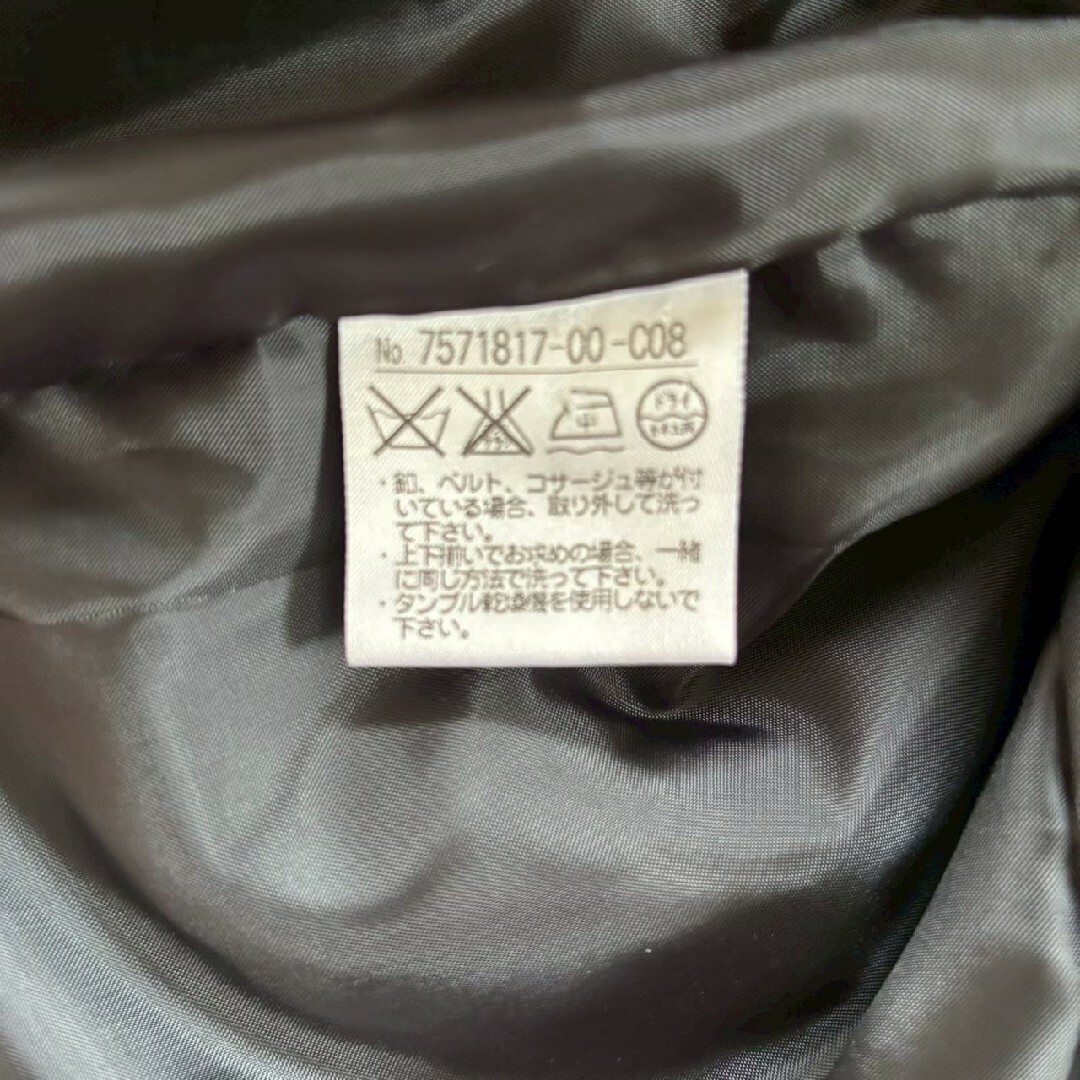 No 7571817-00-C08
中 ドライ
・釦、ベルト、コサージュ等が付
いている場合、取り外して洗っ
て下さい。
・上下揃いでお求めの場合、一緒
に同じ方法で洗って下さい。
・タンブル乾燥機を使用しないで
下さい。